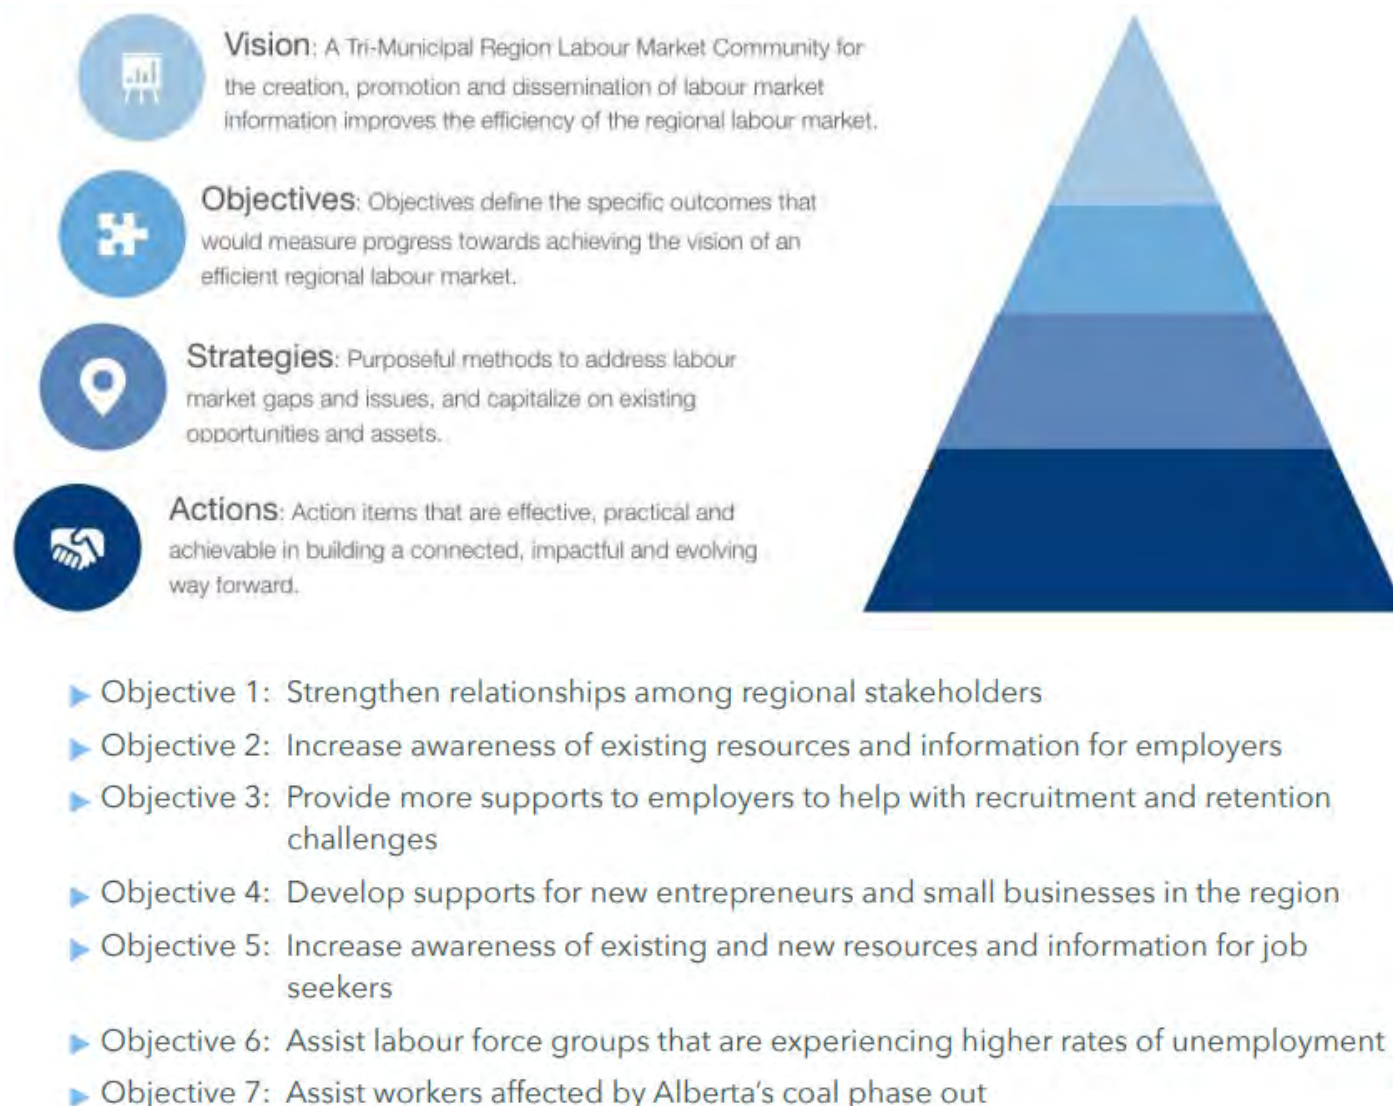 Vision: A Tri-Municipal Region Labour Market Community for
the creation, promotion and dissemination of labour market
information improves the efficiency of the regional labour market.
Objectives: Objectives define the specific outcomes that
would measure progress towards achieving the vision of an
efficient regional labour market.
Strategies: Purposeful methods to address labour
market gaps and issues, and capitalize on existing
opportunities and assets.
Actions: Action items that are effective, practical and
achievable in building a connected, impactful and evolving
way forward.
Objective 1: Strengthen relationships among regional stakeholders
Objective 2: Increase awareness of existing resources and information for employers
Objective 3: Provide more supports to employers to help with recruitment and retention
challenges
Objective 4: Develop supports for new entrepreneurs and small businesses in the region
Objective 5: Increase awareness of existing and new resources and information for job
seekers
Objective 6: Assist labour force groups that are experiencing higher rates of unemployment
Objective 7: Assist workers affected by Alberta's coal phase out